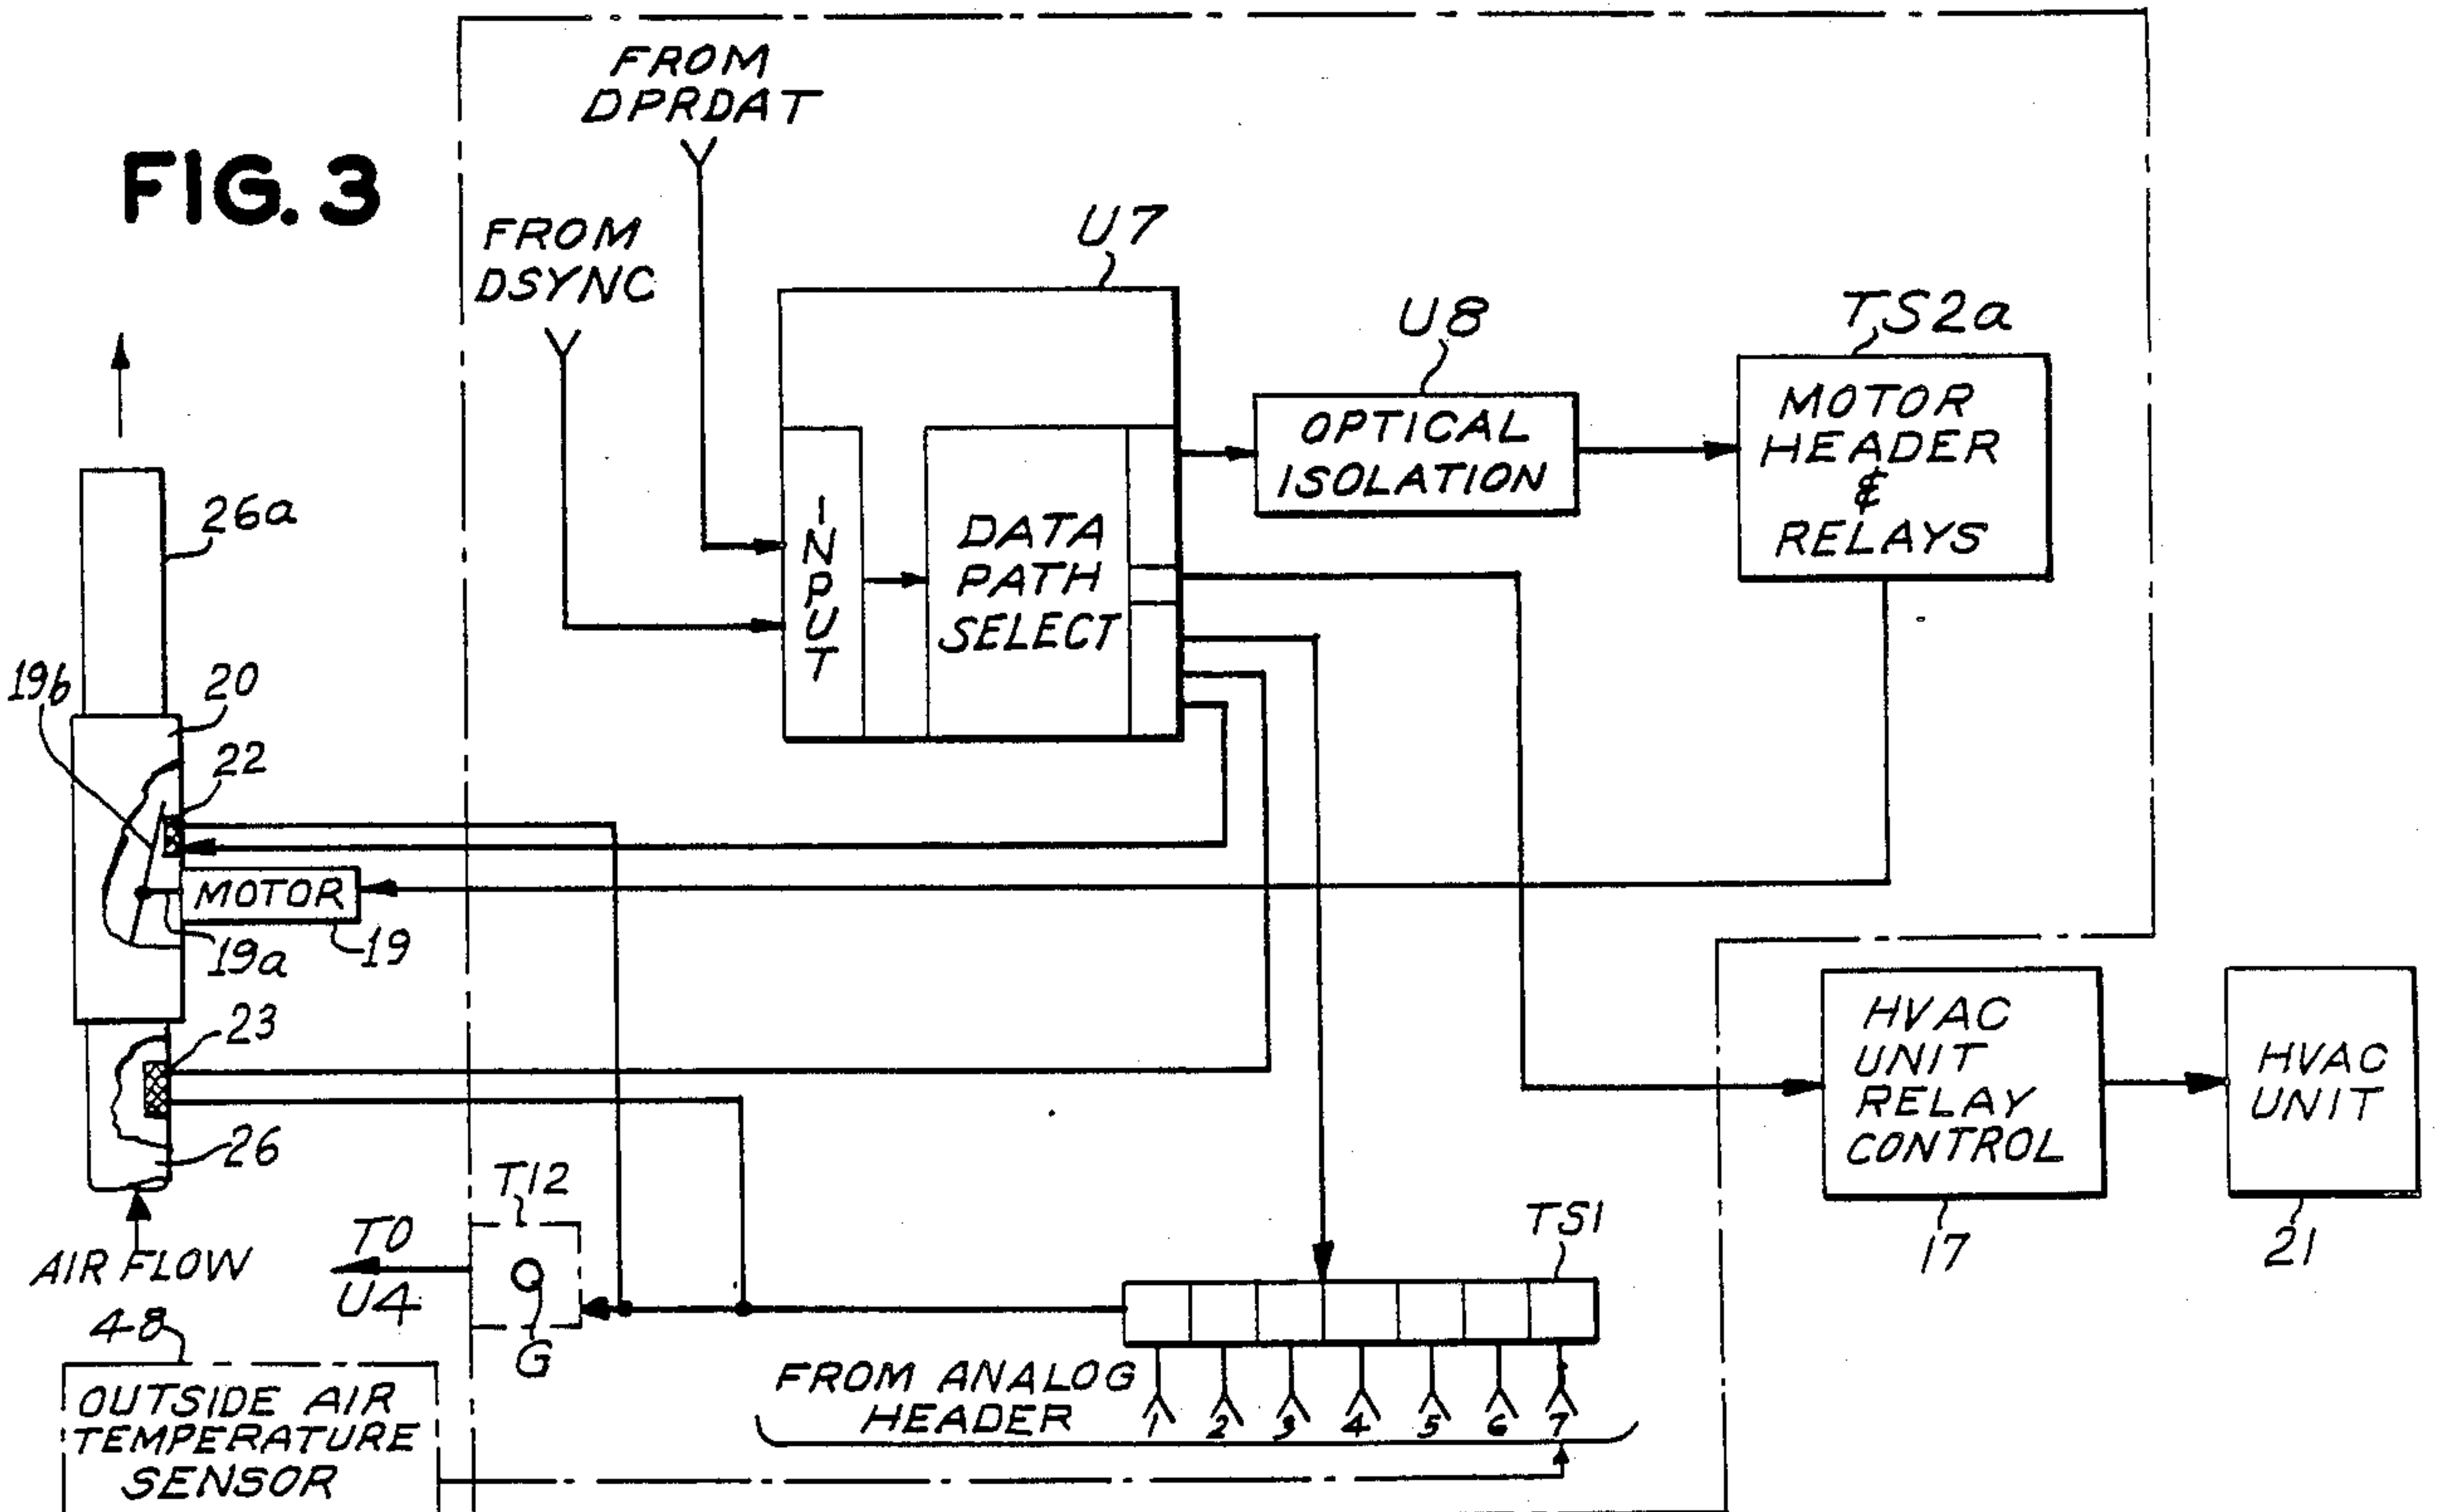 FIG. 3
FROM
DPRDAT
FROM
DSYNC
U7
U8
TS2a
INPUT
DATA
PATH
SELECT
OPTICAL
ISOLATION
MOTOR
HEADER
&
RELAYS
26a
19b
20
22
MOTOR
19a
19
23
26
AIR FLOW
TO
U4
T12
G
TS1
HVAC
UNIT
RELAY
CONTROL
17
HVAC
UNIT
21
48
OUTSIDE AIR
TEMPERATURE
SENSOR
FROM ANALOG
HEADER
1 2 3 4 5 6 7